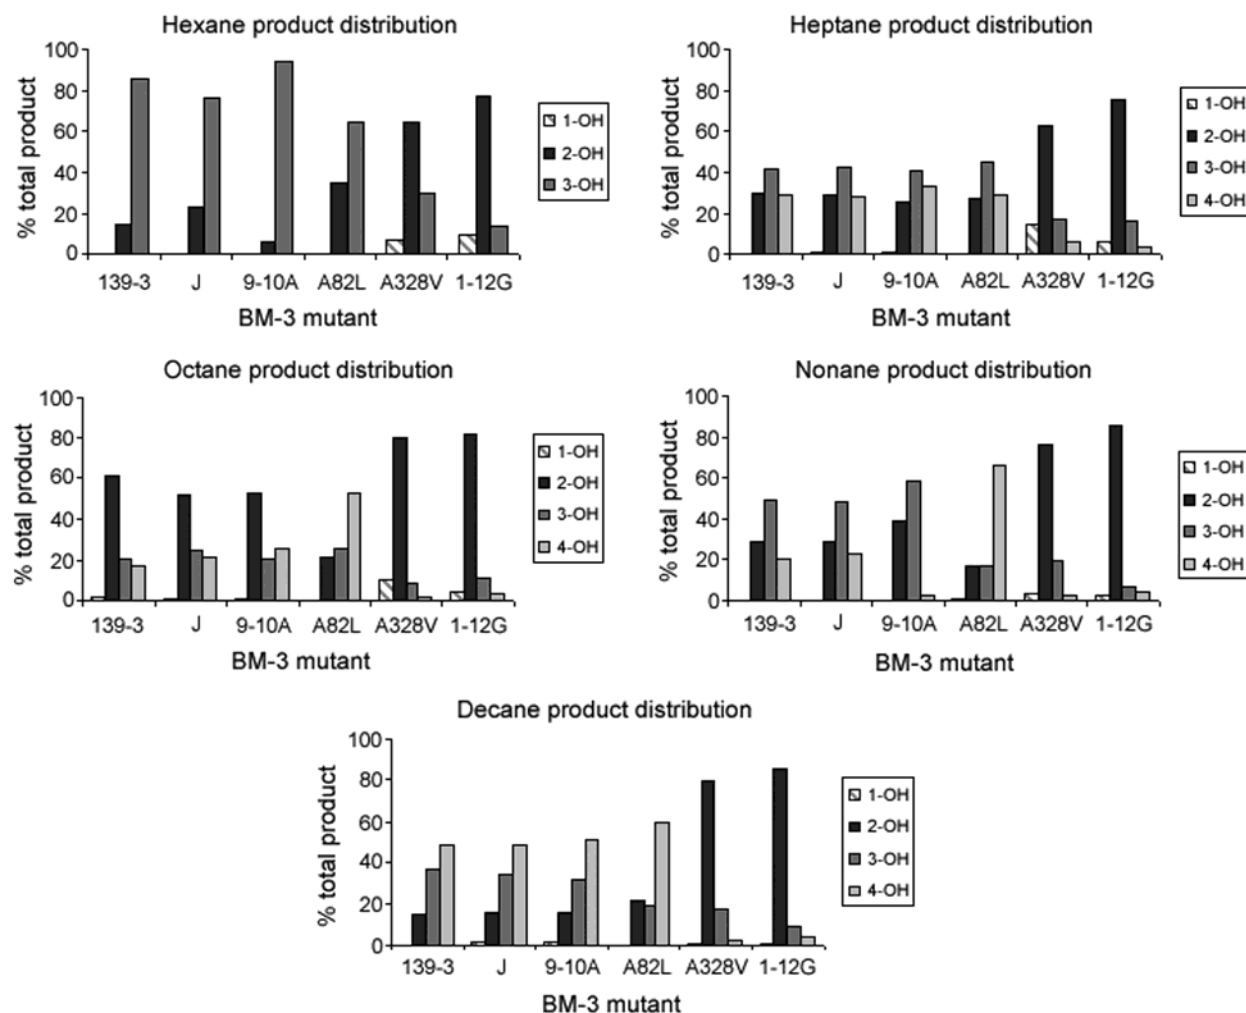 Hexane product distribution
% total product
100
80
60
40
20
0
139-3 J 9-10A A82L A328V 1-12G
BM-3 mutant
1-OH
2-OH
3-OH
Heptane product distribution
% total product
100
80
60
40
20
0
139-3 J 9-10A A82L A328V 1-12G
BM-3 mutant
1-OH
2-OH
3-OH
4-OH
Octane product distribution
% total product
100
80
60
40
20
0
139-3 J 9-10A A82L A328V 1-12G
BM-3 mutant
1-OH
2-OH
3-OH
4-OH
Nonane product distribution
% total product
100
80
60
40
20
0
139-3 J 9-10A A82L A328V 1-12G
BM-3 mutant
1-OH
2-OH
3-OH
4-OH
Decane product distribution
% total product
100
80
60
40
20
0
139-3 J 9-10A A82L A328V 1-12G
BM-3 mutant
1-OH
2-OH
3-OH
4-OH